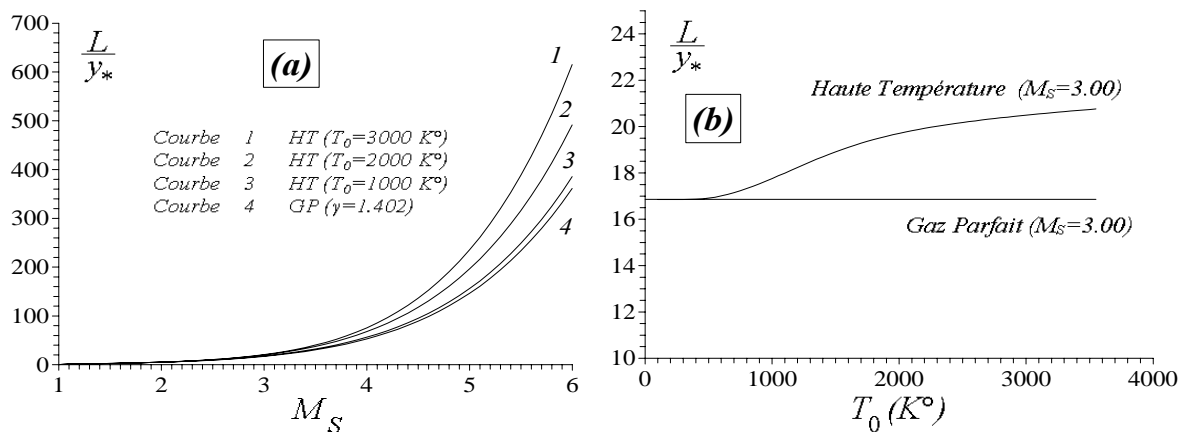 (a)
L
y*
700
600
500
400
300
200
100
0
1 2 3 4 5 6
M_S
Courbe 1 HT (T₀=3000 K°)
Courbe 2 HT (T₀=2000 K°)
Courbe 3 HT (T₀=1000 K°)
Courbe 4 GP (γ=1.402)
1
2
3
4
(b)
L
y*
24
22
20
18
16
14
12
10
0 1000 2000 3000 4000
T₀ (K°)
Haute Température (M_S=3.00)
Gaz Parfait (M_S=3.00)